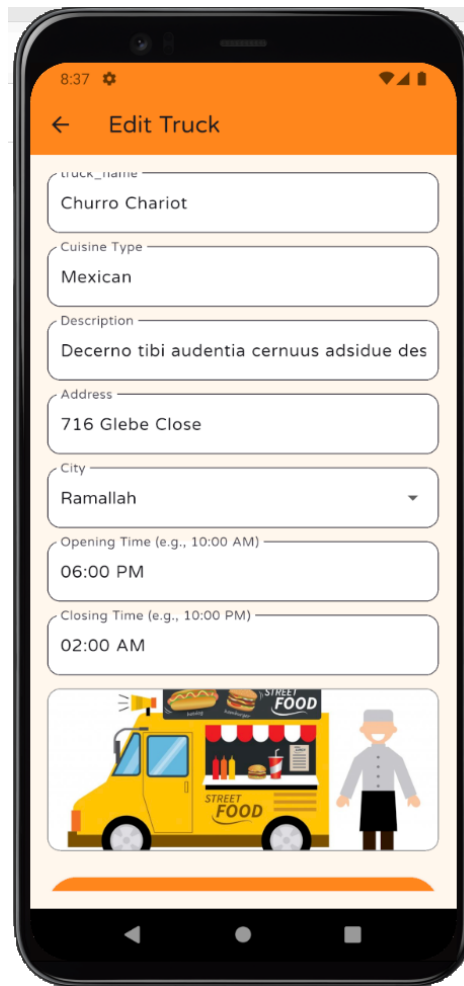 8:37
Edit Truck
truck_name
Churro Chariot
Cuisine Type
Mexican
Description
Decerno tibi audentia cernuus adsidue des
Address
716 Glebe Close
City
Ramallah
Opening Time (e.g., 10:00 AM)
06:00 PM
Closing Time (e.g., 10:00 PM)
02:00 AM
STREET
FOOD
hamburger
STREET
FOOD